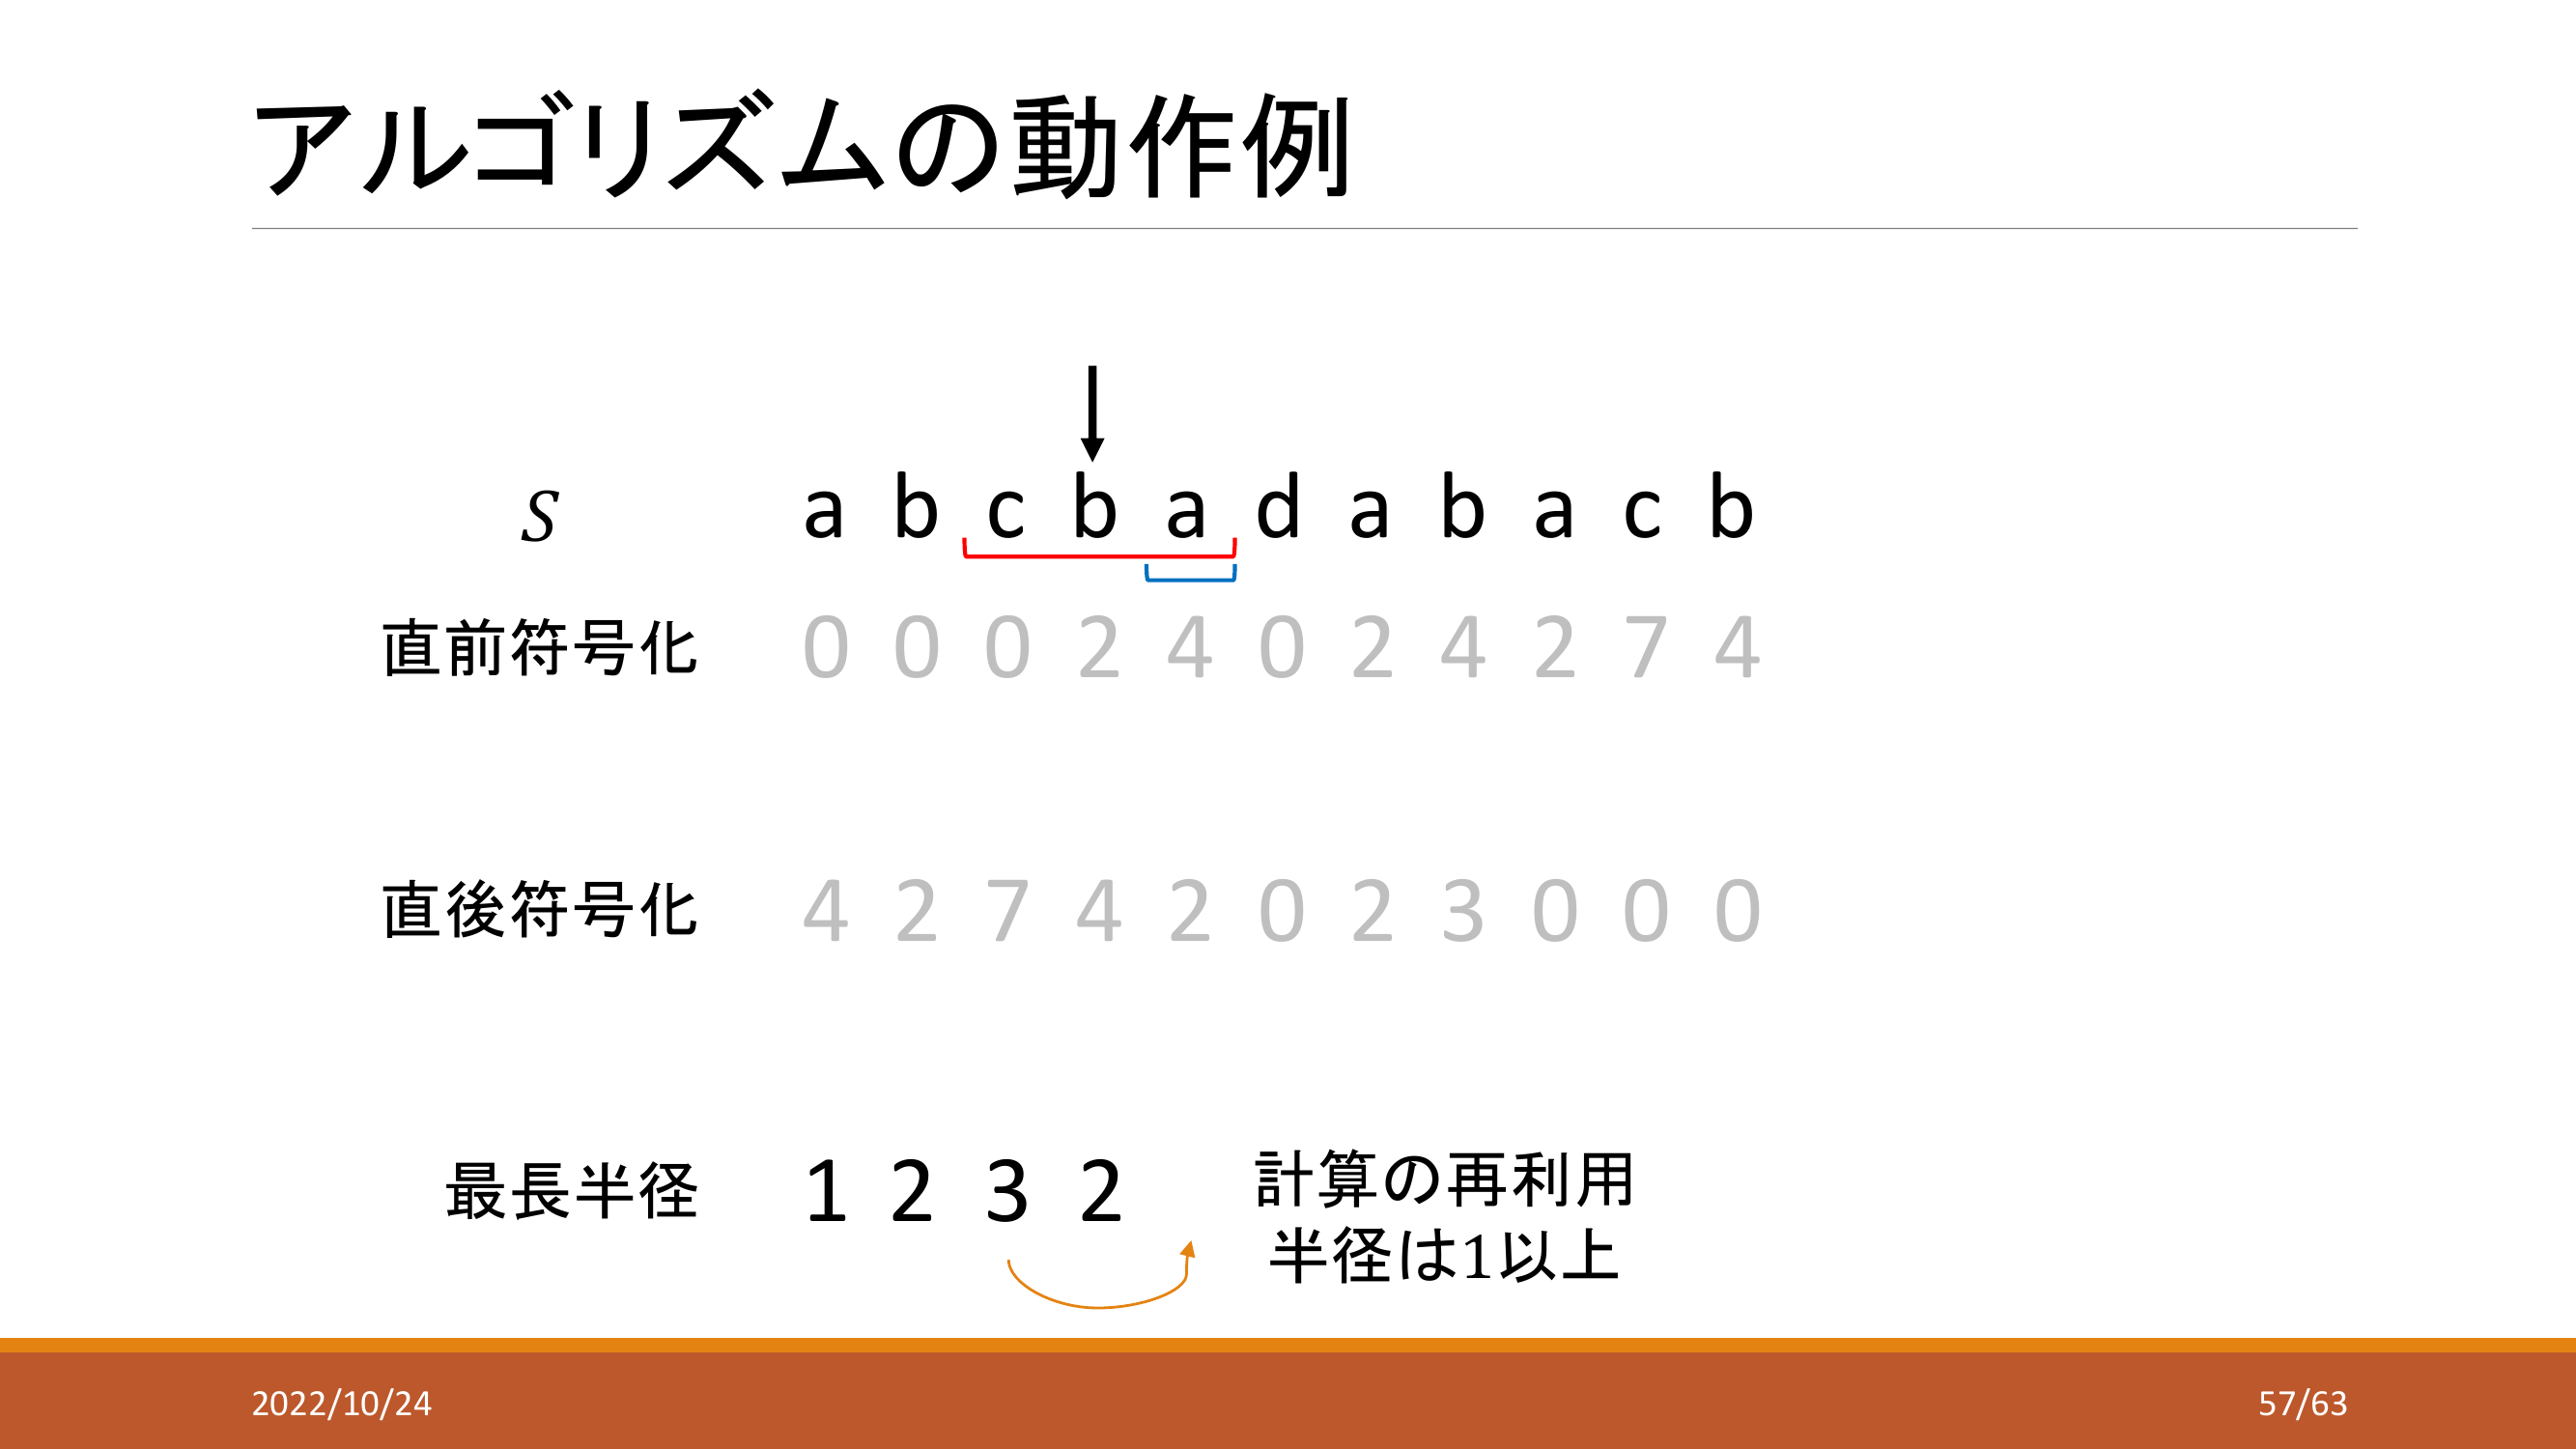 アルゴリズムの動作例
S a b c b a d a b a c b
直前符号化 0 0 0 2 4 0 2 4 2 7 4
直後符号化 4 2 7 4 2 0 2 3 0 0 0
最長半径 1 2 3 2
計算の再利用
半径は1以上
2022/10/24
57/63